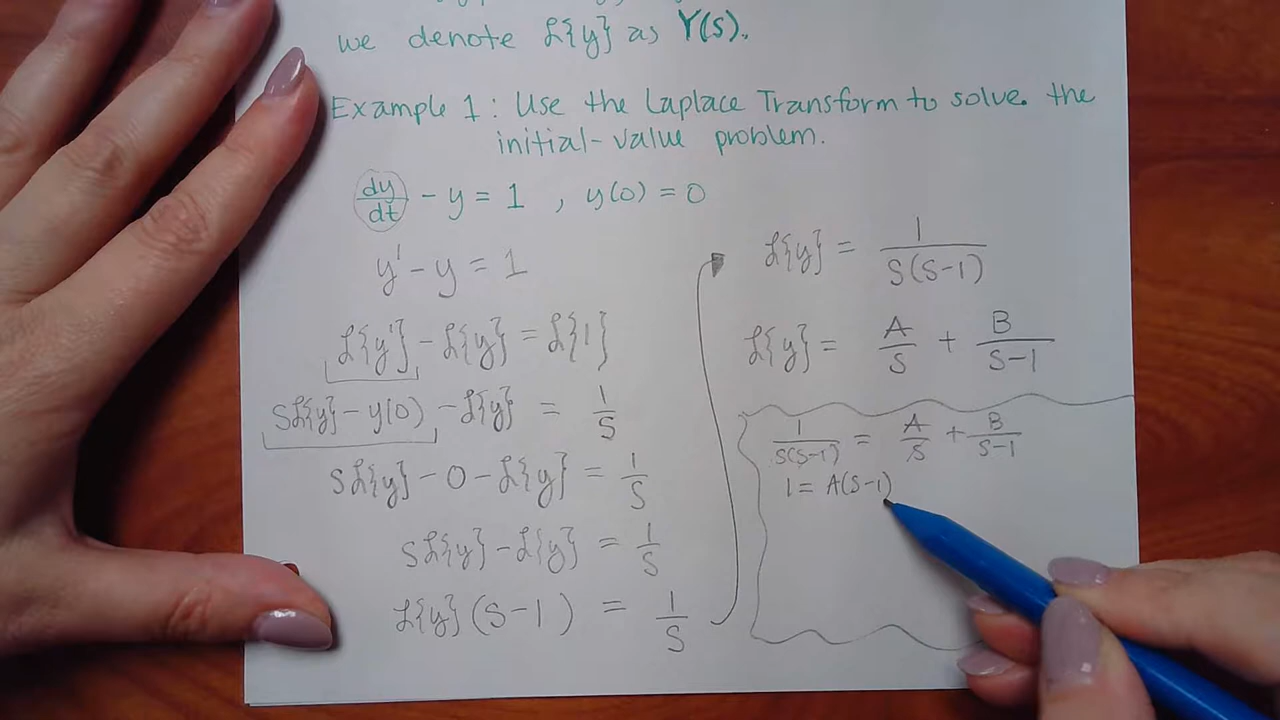 we denote ℒ{y} as Y(s).
Example 1: Use the Laplace Transform to solve the
initial-value problem.
dy/dt - y = 1 , y(0) = 0
y' - y = 1
ℒ{y'} - ℒ{y} = ℒ{1}
sℒ{y} - y(0) - ℒ{y} = 1/s
sℒ{y} - 0 - ℒ{y} = 1/s
sℒ{y} - ℒ{y} = 1/s
ℒ{y}(s-1) = 1/s
ℒ{y} = 1/(s(s-1))
ℒ{y} = A/s + B/(s-1)
1/(s(s-1)) = A/s + B/(s-1)
1 = A(s-1)